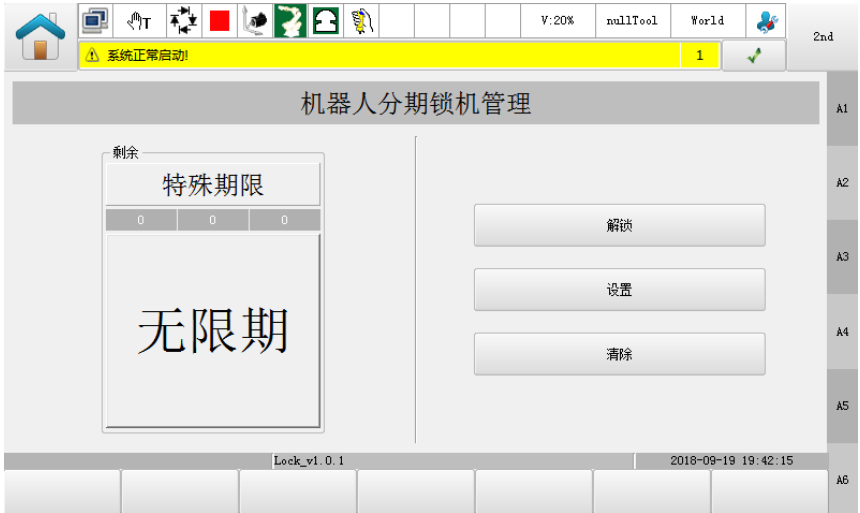 T V:20% nullTool World 2nd
系统正常启动! 1
机器人分期锁机管理
A1
剩余
特殊期限
A2
0 0 0
解锁
A3
设置
无限期
A4
清除
A5
Lock_v1.0.1 2018-09-19 19:42:15
A6